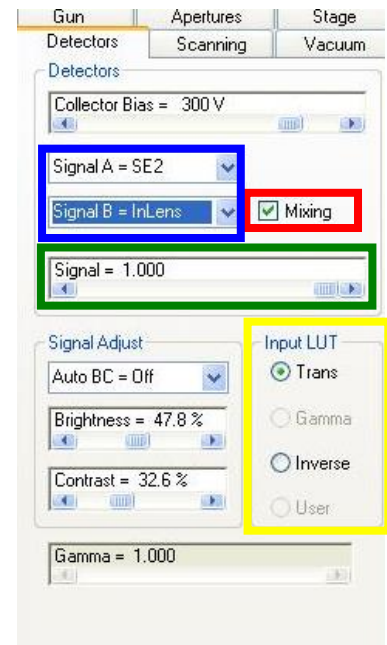 Gun Apertures Stage
Detectors Scanning Vacuum
Detectors
Collector Bias = 300 V
Signal A = SE2
Signal B = InLens Mixing
Signal = 1.000
Signal Adjust Input LUT
Auto BC = Off Trans
Brightness = 47.8 % Gamma
Contrast = 32.6 % Inverse
User
Gamma = 1.000